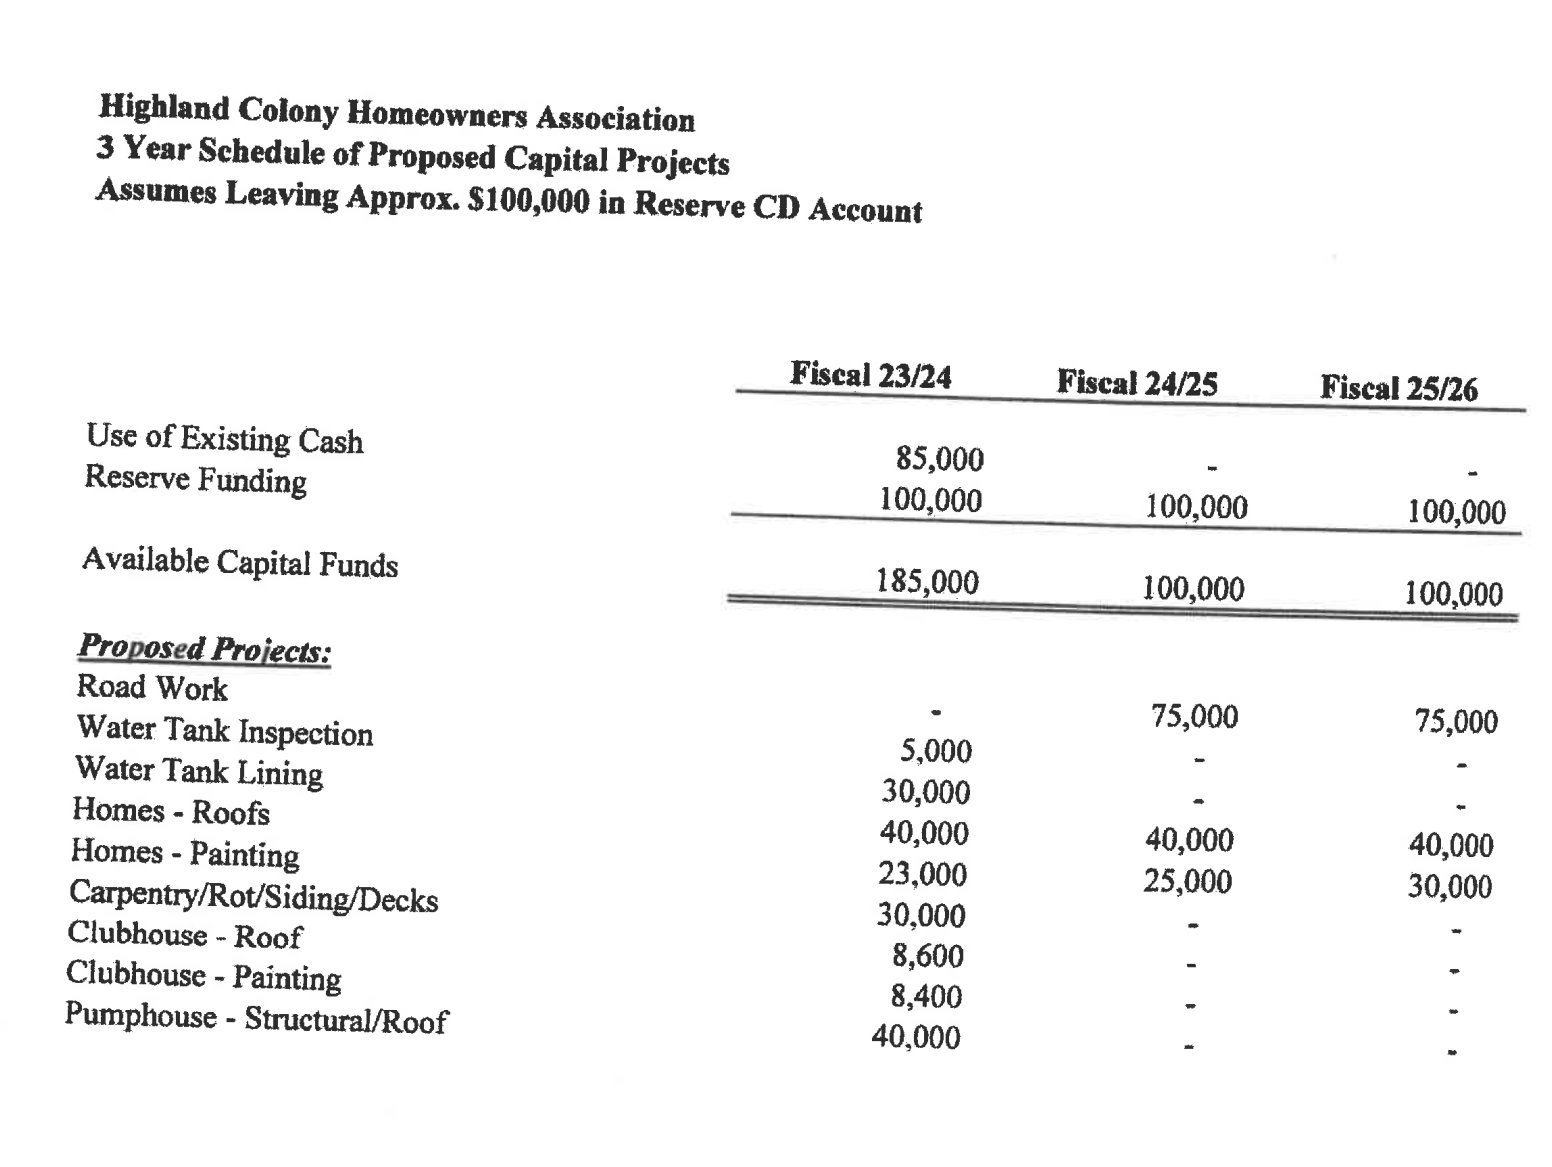 Highland Colony Homeowners Association
3 Year Schedule of Proposed Capital Projects
Assumes Leaving Approx. $100,000 in Reserve CD Account
Fiscal 23/24 Fiscal 24/25 Fiscal 25/26
Use of Existing Cash 85,000 - -
Reserve Funding 100,000 100,000 100,000
Available Capital Funds 185,000 100,000 100,000
Proposed Projects:
Road Work - 75,000 75,000
Water Tank Inspection 5,000 - -
Water Tank Lining 30,000 - -
Homes - Roofs 40,000 40,000 40,000
Homes - Painting 23,000 25,000 30,000
Carpentry/Rot/Siding/Decks 30,000 - -
Clubhouse - Roof 8,600 - -
Clubhouse - Painting 8,400 - -
Pumphouse - Structural/Roof 40,000 - -